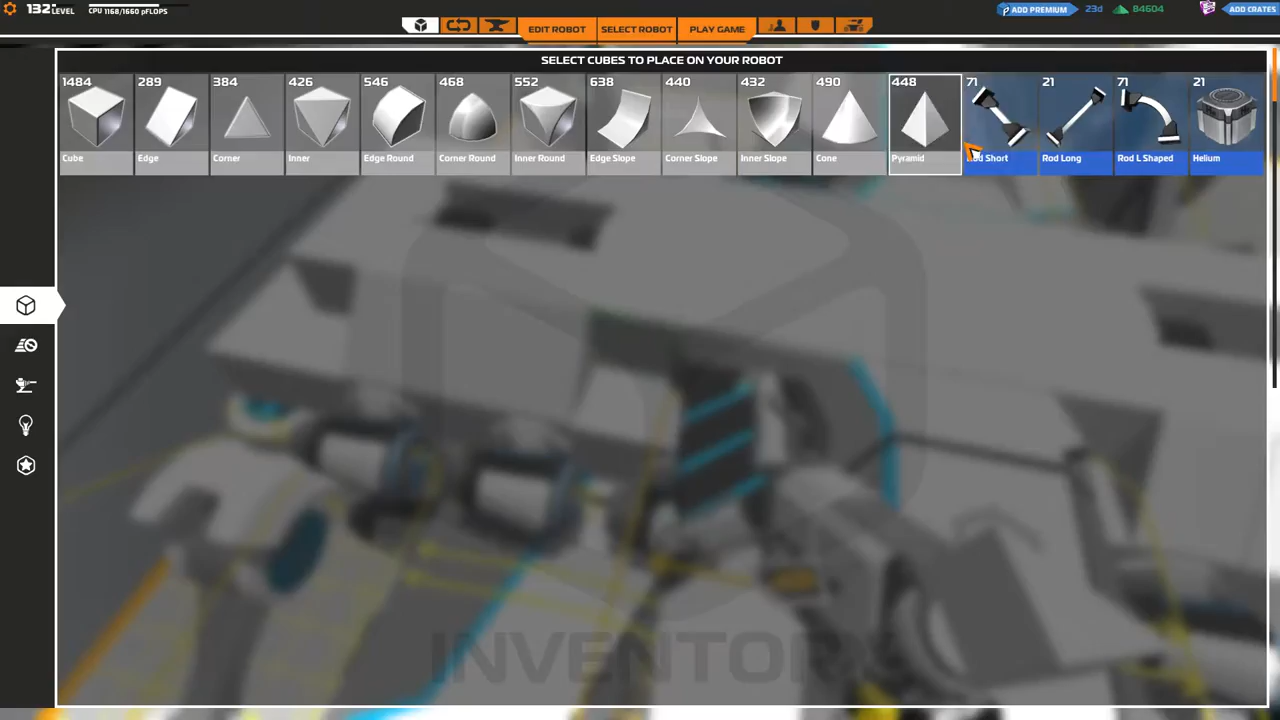 132 LEVEL CPU 1168/1660 pFLOPS ADD PREMIUM 23d 84604 ADD CRATES
EDIT ROBOT SELECT ROBOT PLAY GAME
SELECT CUBES TO PLACE ON YOUR ROBOT
1484 289 384 426 546 468 552 638 440 432 490 448 71 21 71 21
Cube Edge Corner Inner Edge Round Corner Round Inner Round Edge Slope Corner Slope Inner Slope Cone Pyramid Rod Short Rod Long Rod L Shaped Helium
INVENTORY